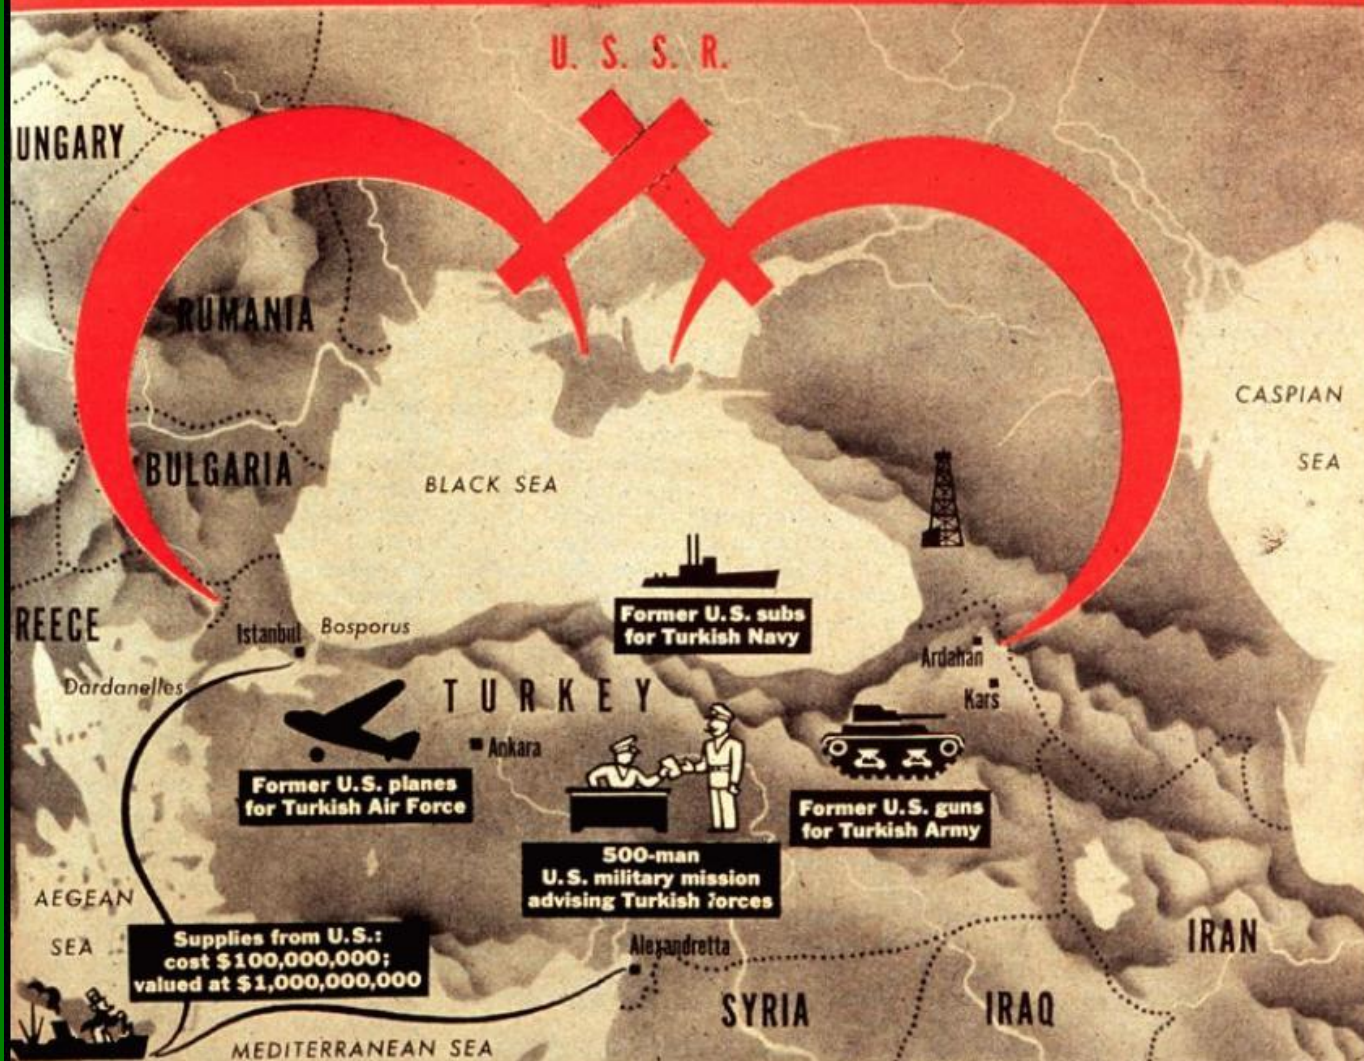 U. S. S. R.
UNGARY
RUMANIA
CASPIAN
SEA
BULGARIA
BLACK SEA
Former U.S. subs
for Turkish Navy
REECE
Istanbul
Bosporus
Ardahan
Dardanelles
TURKEY
Kars
Ankara
Former U.S. planes
for Turkish Air Force
Former U.S. guns
for Turkish Army
500-man
U.S. military mission
advising Turkish forces
AEGEAN
SEA
Supplies from U.S.:
cost $100,000,000;
valued at $1,000,000,000
Alexandretta
IRAN
SYRIA
IRAQ
MEDITERRANEAN SEA